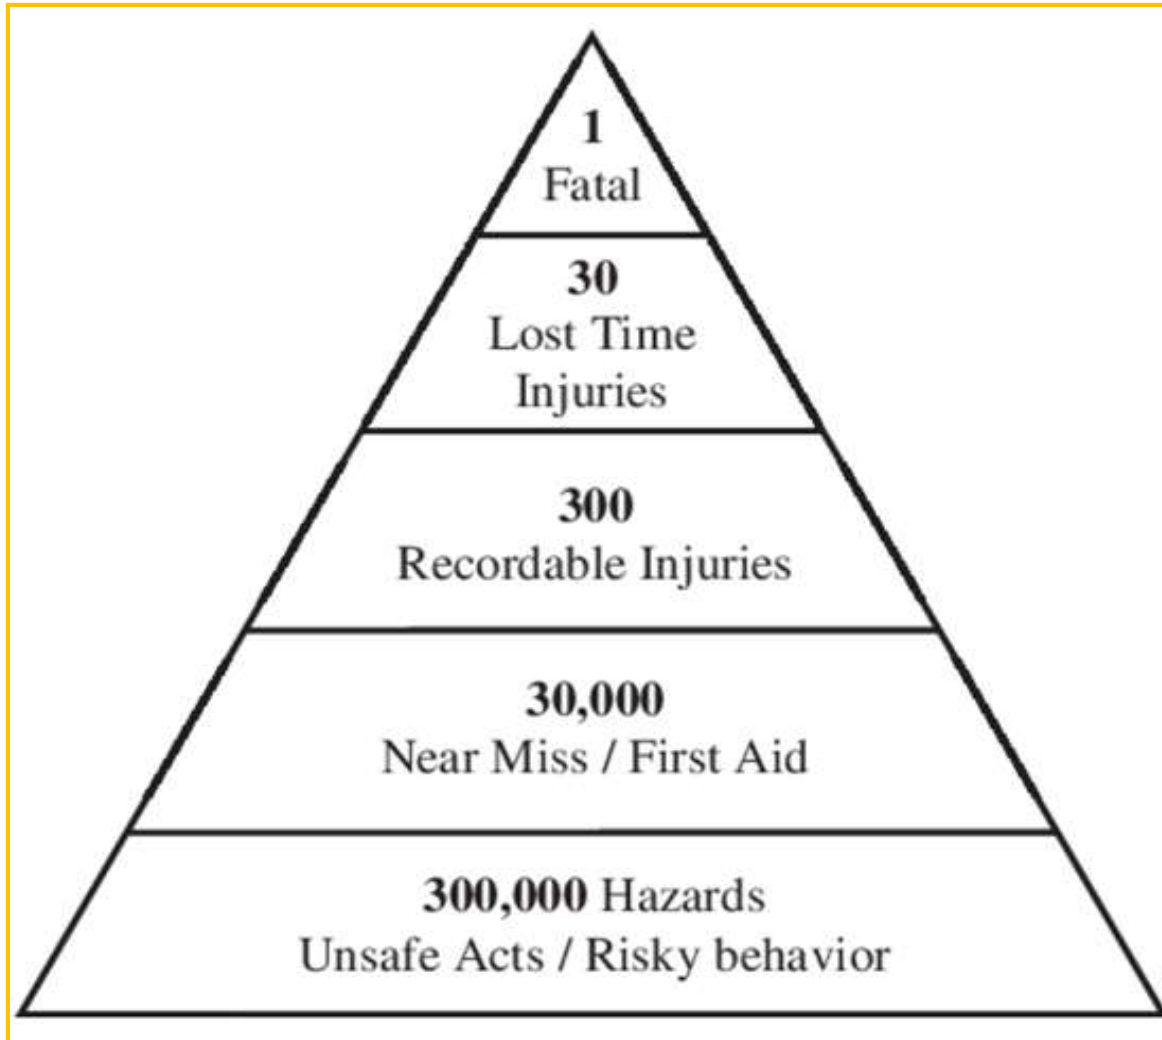 1
Fatal
30
Lost Time
Injuries
300
Recordable Injuries
30,000
Near Miss / First Aid
300,000 Hazards
Unsafe Acts / Risky behavior